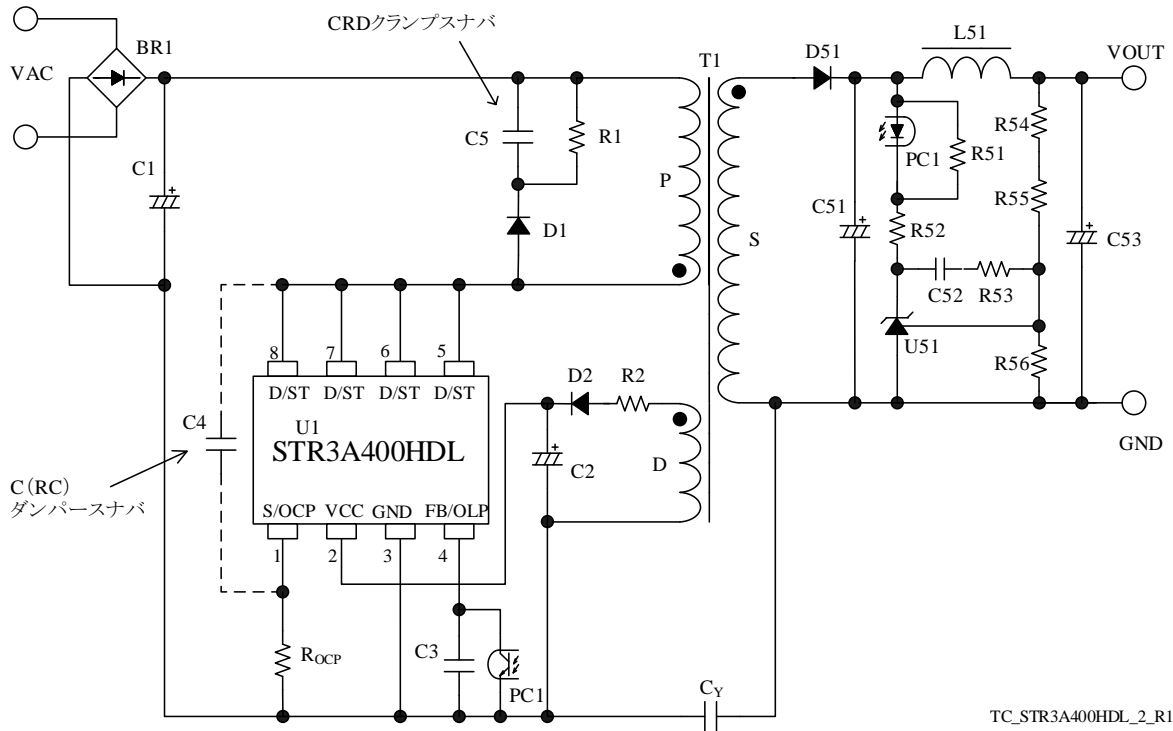 CRDクランプスナバ
VAC
BR1
C1
C5
R1
D1
P
T1
S
D51
L51
VOUT
PC1
R51
R52
C51
C52
R53
R54
R55
R56
C53
U51
GND
C4
C(RC)
ダンパースナバ
8
7
6
5
D/ST
D/ST
D/ST
D/ST
U1
STR3A400HDL
S/OCP
VCC
GND
FB/OLP
1
2
3
4
D2
R2
C2
D
ROCP
C3
PC1
CY
TC_STR3A400HDL_2_R1